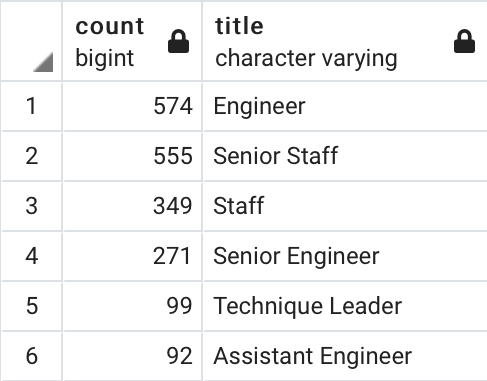 count title
bigint character varying
1 574 Engineer
2 555 Senior Staff
3 349 Staff
4 271 Senior Engineer
5 99 Technique Leader
6 92 Assistant Engineer